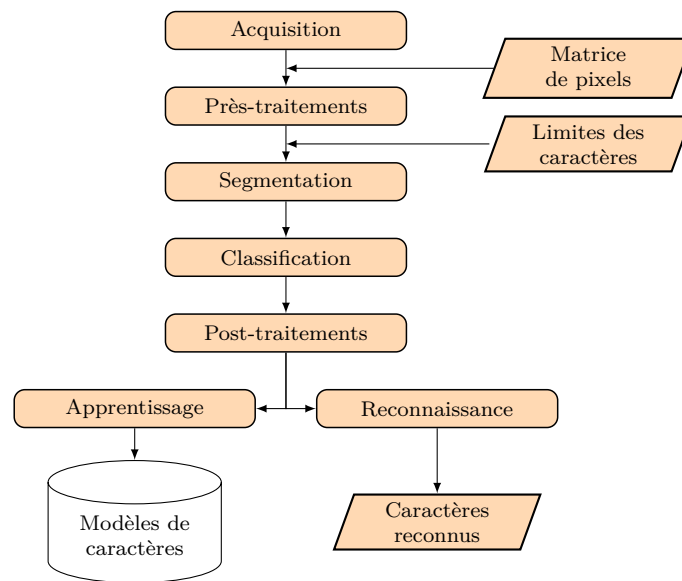 Acquisition
Matrice
de pixels
Près-traitements
Limites des
caractères
Segmentation
Classification
Post-traitements
Apprentissage
Reconnaissance
Modèles de
caractères
Caractères
reconnus